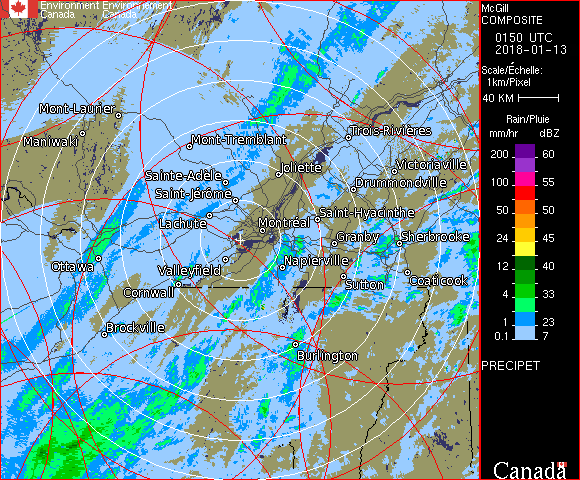 Environment Environnement
Canada Canada
McGill
COMPOSITE
0150 UTC
2018-01-13
Scale/Échelle:
1km/Pixel
40 KM
Rain/Pluie
mm/hr dBZ
200 60
100 55
50 50
24 45
12 40
4 33
1 23
0.1 7
PRECIPET
Canada
Mont-Laurier
Maniwaki
Mont-Tremblant
Trois-Rivières
Joliette
Victoriaville
Sainte-Adèle
Drummondville
Saint-Jérôme
Saint-Hyacinthe
Lachute
Montréal
Granby
Sherbrooke
Ottawa
Valleyfield
Napierville
Cornwall
Sutton
Coaticook
Brockville
Burlington